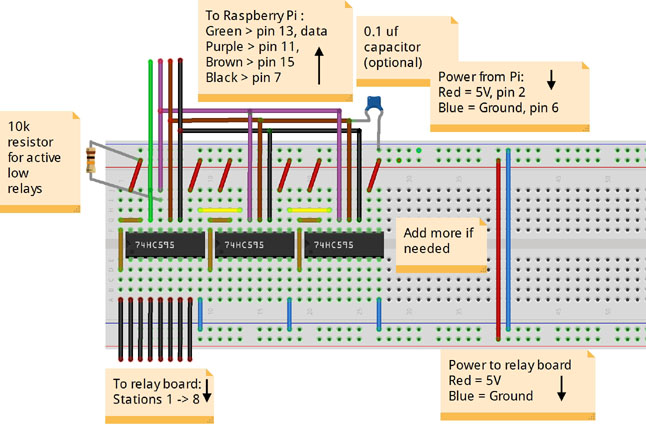 To Raspberry Pi :
Green > pin 13, data
Purple > pin 11,
Brown > pin 15
Black > pin 7
0.1 uf
capacitor
(optional)
Power from Pi:
Red = 5V, pin 2
Blue = Ground, pin 6
10k
resistor
for active
low
relays
74HC595
74HC595
74HC595
Add more if
needed
To relay board:
Stations 1 -> 8
Power to relay board
Red = 5V
Blue = Ground